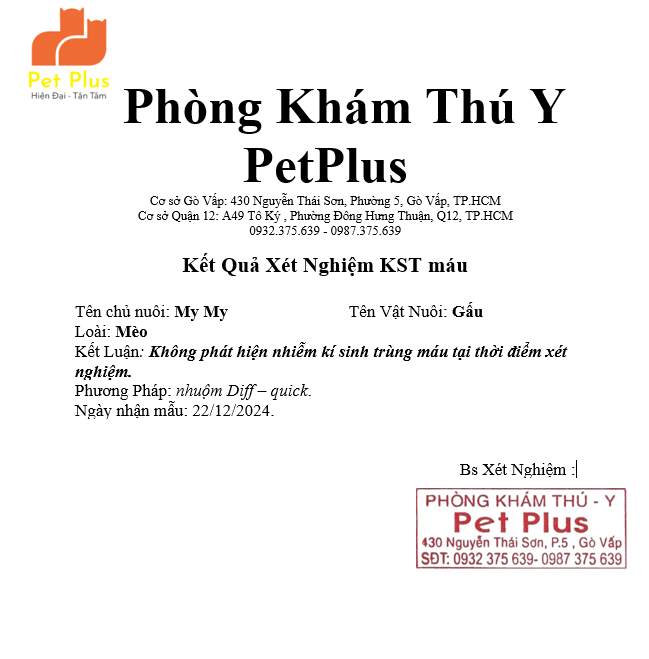 Pet Plus
Hiện Đại - Tận Tâm
Phòng Khám Thú Y
PetPlus
Cơ sở Gò Vấp: 430 Nguyễn Thái Sơn, Phường 5, Gò Vấp, TP.HCM
Cơ sở Quận 12: A49 Tô Ký , Phường Đông Hưng Thuận, Q12, TP.HCM
0932.375.639 - 0987.375.639
Kết Quả Xét Nghiệm KST máu
Tên chủ nuôi: My My Tên Vật Nuôi: Gấu
Loài: Mèo
Kết Luận: Không phát hiện nhiễm kí sinh trùng máu tại thời điểm xét
nghiệm.
Phương Pháp: nhuộm Diff – quick.
Ngày nhận mẫu: 22/12/2024.
Bs Xét Nghiệm :
PHÒNG KHÁM THÚ - Y
Pet Plus
430 Nguyễn Thái Sơn, P.5 , Gò Vấp
SĐT: 0932 375 639- 0987 375 639